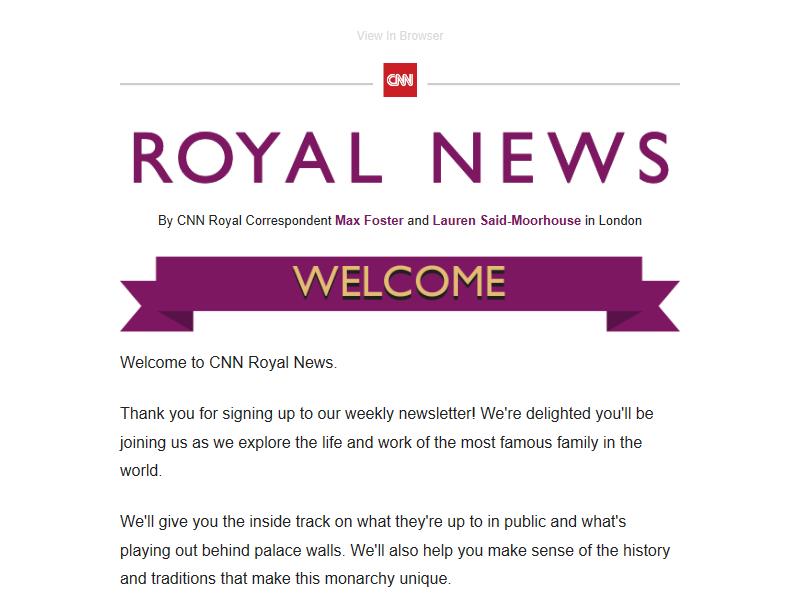 View In Browser
CNN
ROYAL NEWS
By CNN Royal Correspondent Max Foster and Lauren Said-Moorhouse in London
WELCOME
Welcome to CNN Royal News.
Thank you for signing up to our weekly newsletter! We're delighted you'll be
joining us as we explore the life and work of the most famous family in the
world.
We'll give you the inside track on what they're up to in public and what's
playing out behind palace walls. We'll also help you make sense of the history
and traditions that make this monarchy unique.